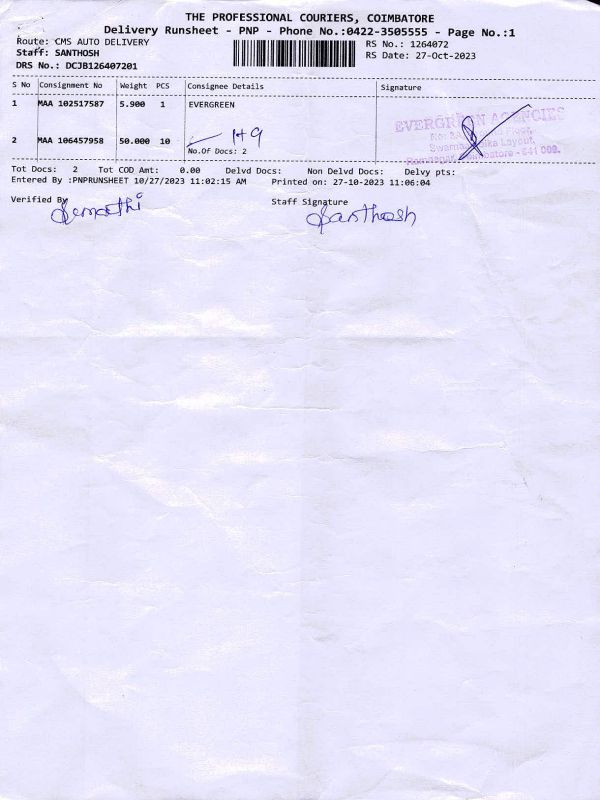 THE PROFESSIONAL COURIERS, COIMBATORE
Delivery Runsheet - PNP - Phone No.:0422-3505555 - Page No.:1
Route: CMS AUTO DELIVERY
RS No.: 1264072
Staff: SANTHOSH
RS Date: 27-Oct-2023
DRS No.: DCJB126407201
S No Consignment No Weight PCS Consignee Details Signature
1 MAA 102517587 5.900 1 EVERGREEN
EVERGREEN AGENCIES
Layout,
2 MAA 106457958 50.000 10
No.Of Docs: 2
Tot Docs: 2 Tot COD Amt: 0.00 Delvd Docs: Non Delvd Docs: Delvy pts:
Entered By :PNPRUNSHEET 10/27/2023 11:02:15 AM Printed on: 27-10-2023 11:06:04
Verified By
Staff Signature
Santhosh